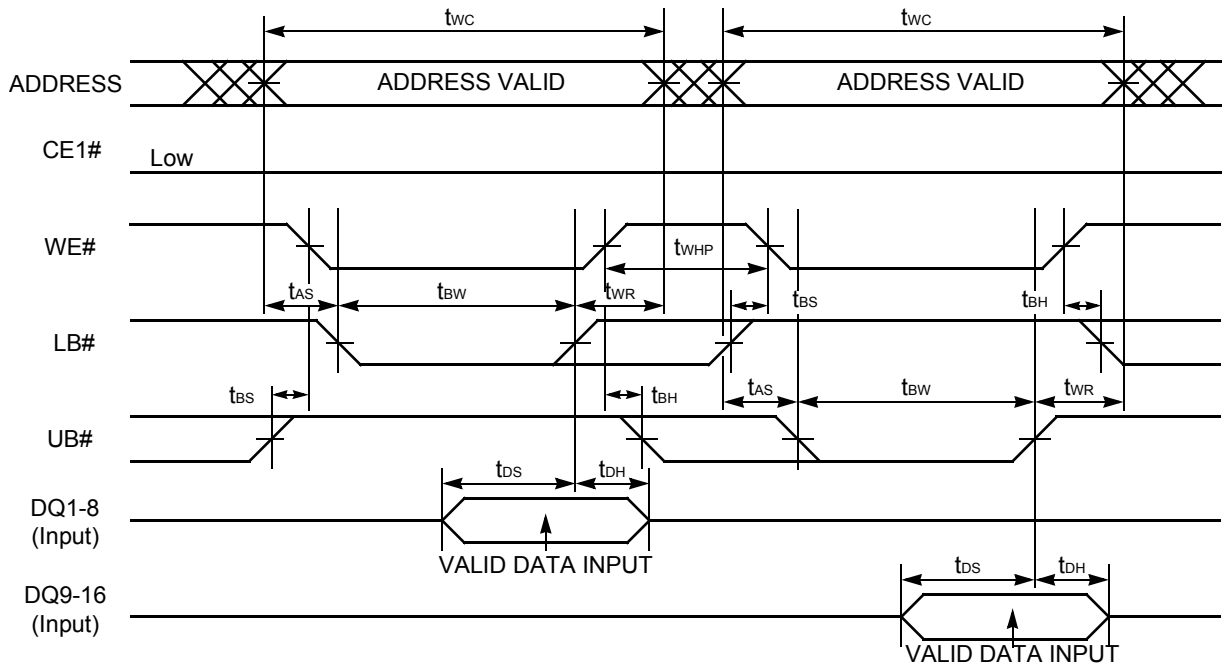 tWC tWC
ADDRESS ADDRESS VALID ADDRESS VALID
CE1# Low
WE# tWHP
tAS tBW tWR tBS tBH
LB#
tBS tBH tAS tBW tWR
UB#
tDS tDH
DQ1-8
(Input)
VALID DATA INPUT
tDS tDH
DQ9-16
(Input)
VALID DATA INPUT